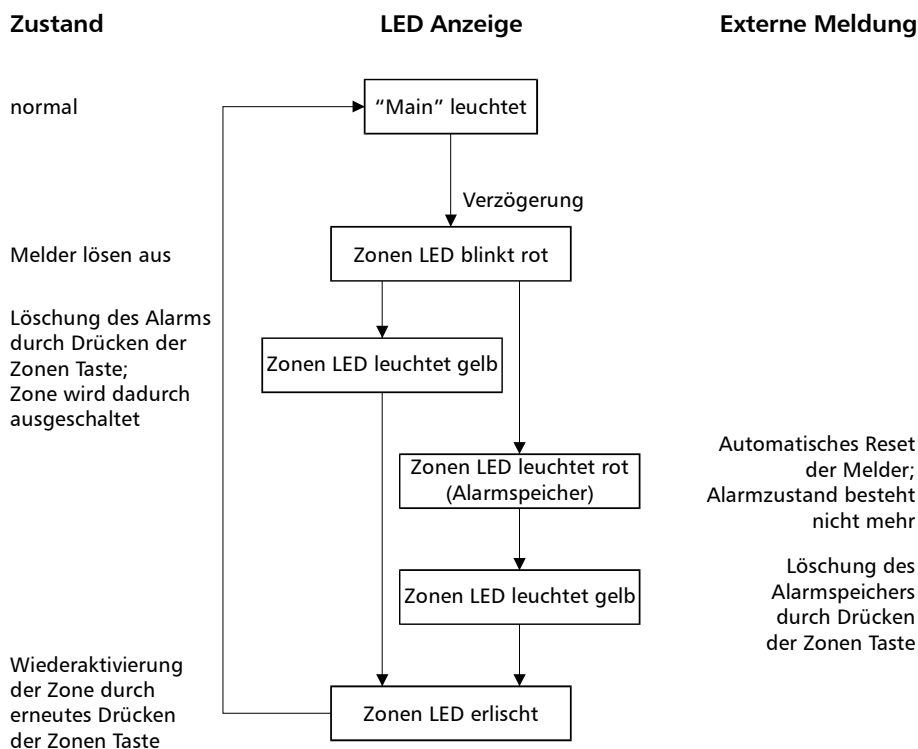 Zustand
LED Anzeige
Externe Meldung
normal
“Main” leuchtet
Verzögerung
Melder lösen aus
Zonen LED blinkt rot
Löschung des Alarms
durch Drücken der
Zonen Taste;
Zone wird dadurch
ausgeschaltet
Zonen LED leuchtet gelb
Zonen LED leuchtet rot
(Alarmspeicher)
Automatisches Reset
der Melder;
Alarmzustand besteht
nicht mehr
Zonen LED leuchtet gelb
Löschung des
Alarmspeichers
durch Drücken
der Zonen Taste
Wiederaktivierung
der Zone durch
erneutes Drücken
der Zonen Taste
Zonen LED erlischt